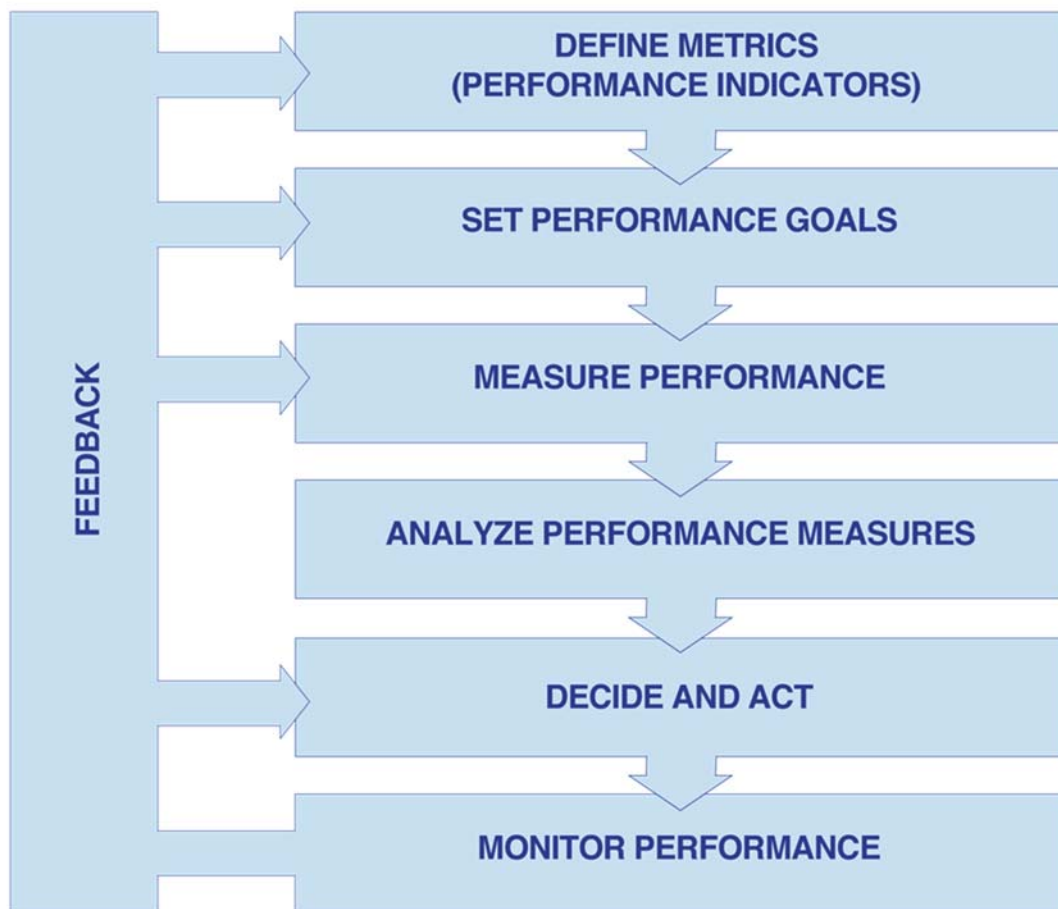 DEFINE METRICS
(PERFORMANCE INDICATORS)
SET PERFORMANCE GOALS
MEASURE PERFORMANCE
FEEDBACK
ANALYZE PERFORMANCE MEASURES
DECIDE AND ACT
MONITOR PERFORMANCE